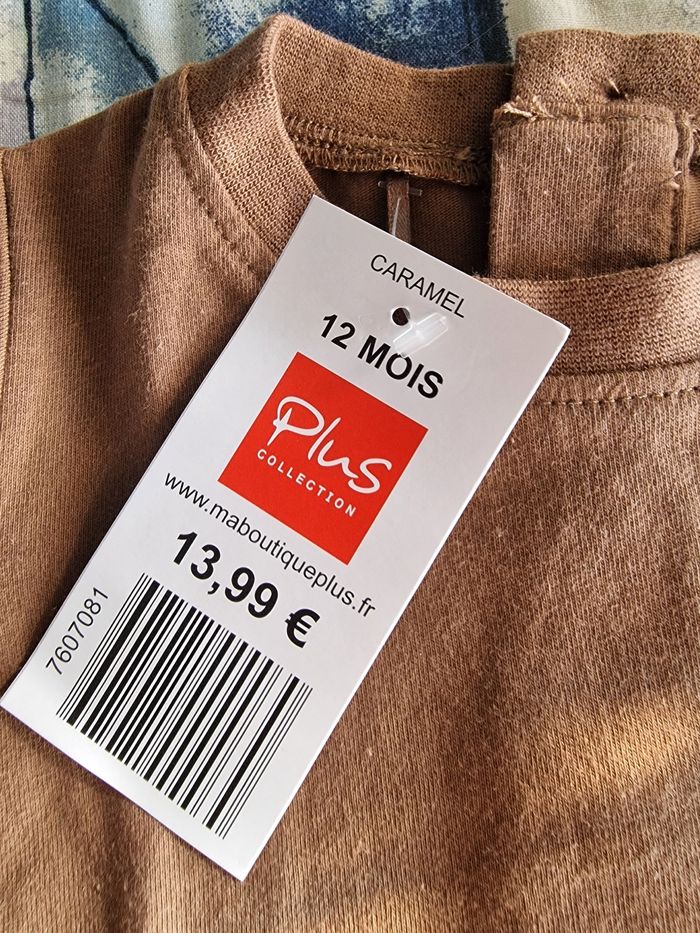 CARAMEL
12 MOIS
Plus
COLLECTION
www.maboutiqueplus.fr
13,99 €
7607081